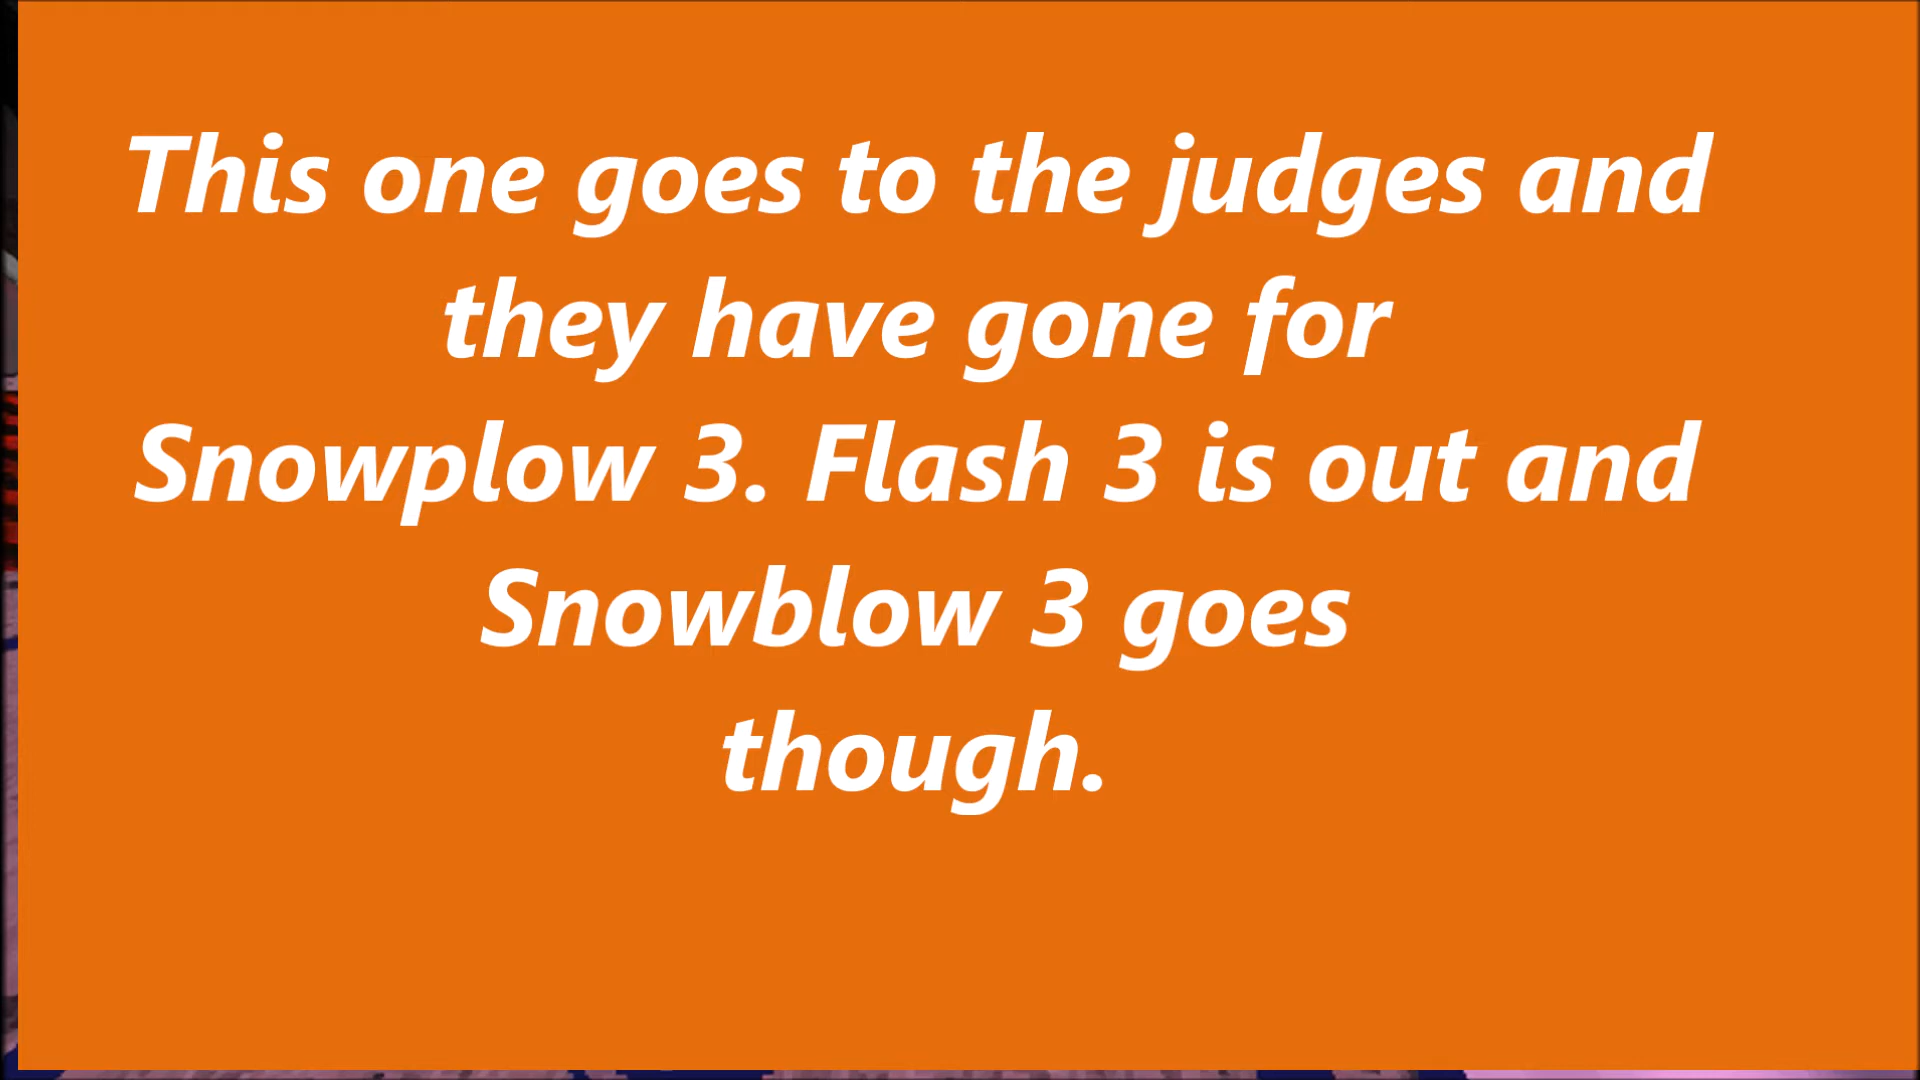 This one goes to the judges and
they have gone for
Snowplow 3. Flash 3 is out and
Snowblow 3 goes
though.